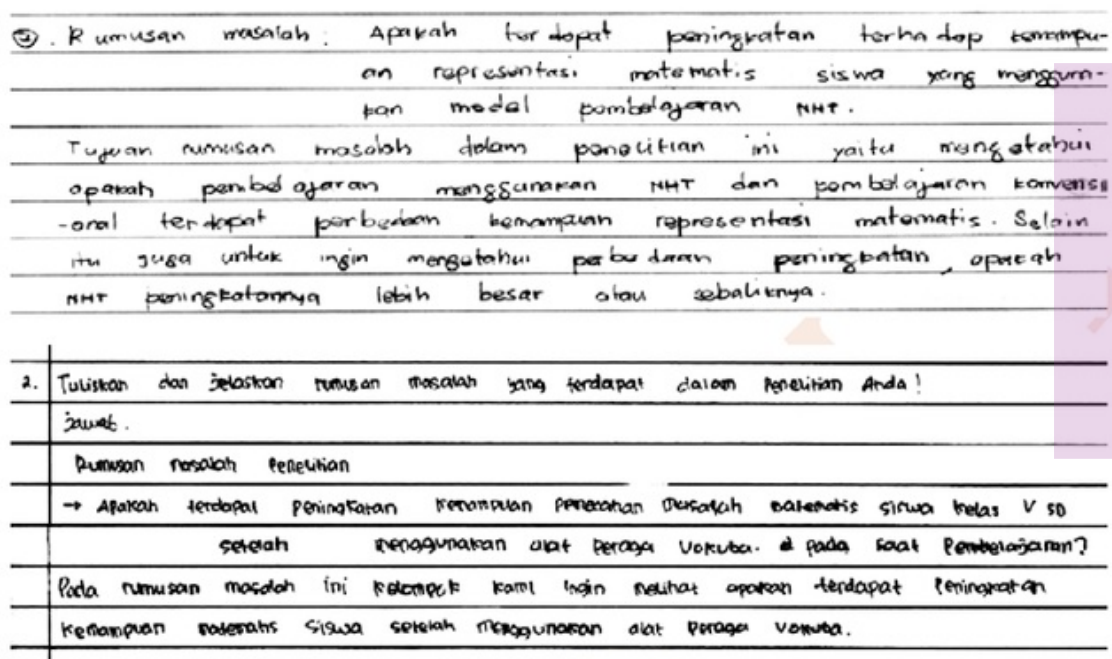 2. Rumusan masalah : Apakah terdapat peningkatan terhadap kemampu-
an representasi matematis siswa yang menggunа-
kan model pembelajaran NHT.
Tujuan rumusan masalah dalam penelitian ini yaitu mengetahui
apakah pembelajaran menggunakan NHT dan pembelajaran konvensi
-onal terdapat perbedaan kemampuan representasi matematis. Selain
itu juga untuk ingin mengetahui perbedaan peningkatan, apakah
NHT peningkatannya lebih besar atau sebaliknya.
2. Tuliskan dan jelaskan rumusan masalah yang terdapat dalam Penelitian Anda!
Jawab.
Rumusan masalah Penelitian
→ Apakah terdapat Peningkatan Kemampuan Pemecahan Masalah matematis siswa kelas V SD
setelah menggunakan alat Peraga Vokuba. Pada saat Pembelajaran?
Pada rumusan masalah ini kelompok kami ingin melihat apakah terdapat Peningkatan
Kemampuan matematis siswa setelah menggunakan alat Peraga Vokuba.